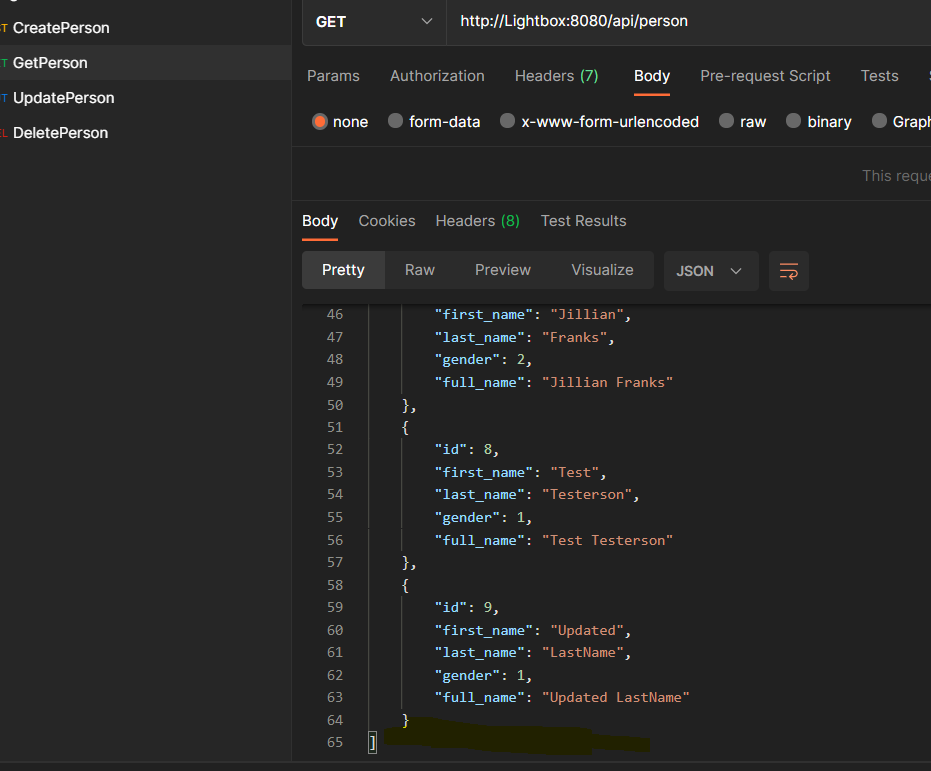 CreatePerson
GetPerson
UpdatePerson
DeletePerson
GET http://Lightbox:8080/api/person
Params Authorization Headers (7) Body Pre-request Script Tests
none form-data x-www-form-urlencoded raw binary Graph
This reque
Body Cookies Headers (8) Test Results
Pretty Raw Preview Visualize JSON
46 "first_name": "Jillian",
47 "last_name": "Franks",
48 "gender": 2,
49 "full_name": "Jillian Franks"
50 },
51 {
52 "id": 8,
53 "first_name": "Test",
54 "last_name": "Testerson",
55 "gender": 1,
56 "full_name": "Test Testerson"
57 },
58 {
59 "id": 9,
60 "first_name": "Updated",
61 "last_name": "LastName",
62 "gender": 1,
63 "full_name": "Updated LastName"
64 }
65 ]